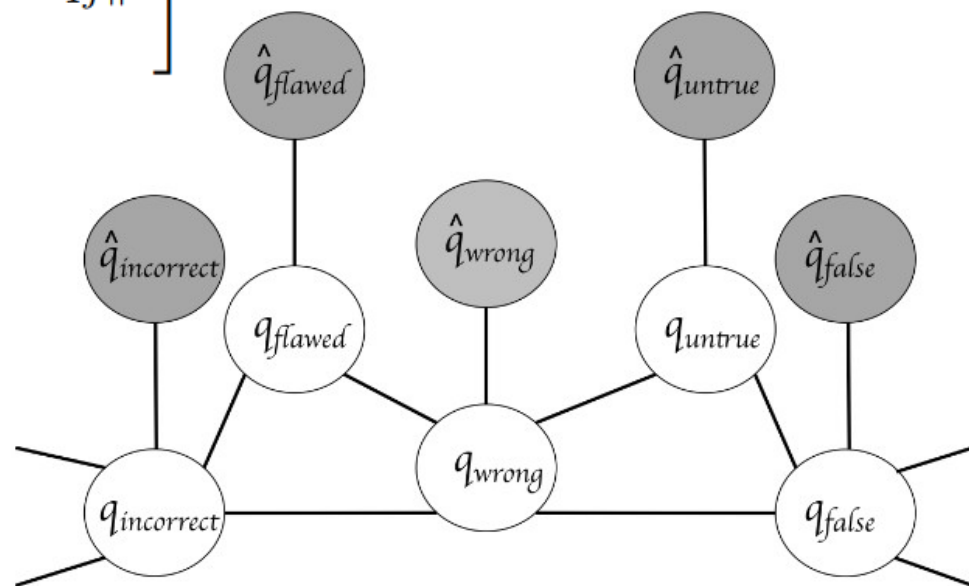 q̂flawed
q̂untrue
q̂incorrect
q̂wrong
q̂false
qflawed
quntrue
qincorrect
qwrong
qfalse